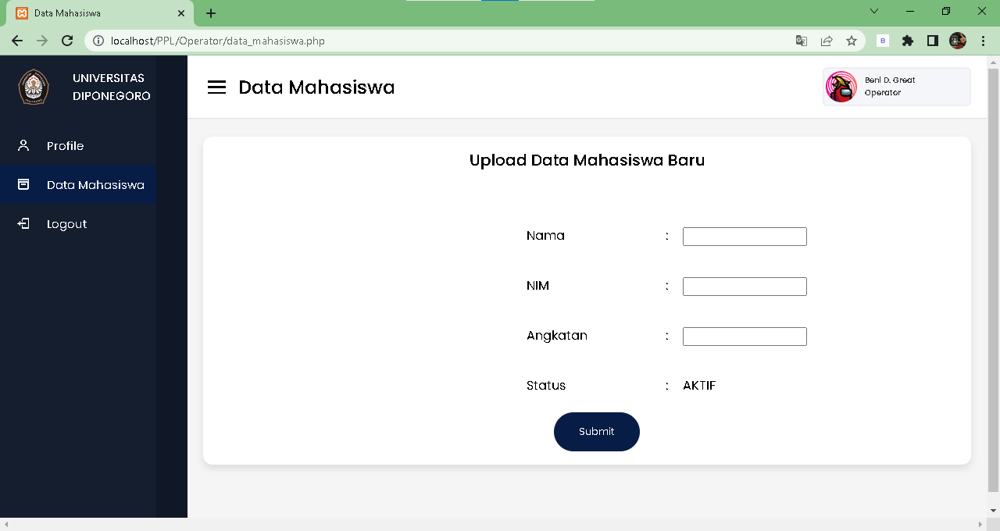 Data Mahasiswa
localhost/PPL/Operator/data_mahasiswa.php
B
UNIVERSITAS
DIPONEGORO
Profile
Data Mahasiswa
Logout
Data Mahasiswa
Beni D. Great
Operator
Upload Data Mahasiswa Baru
Nama :
NIM :
Angkatan :
Status : AKTIF
Submit